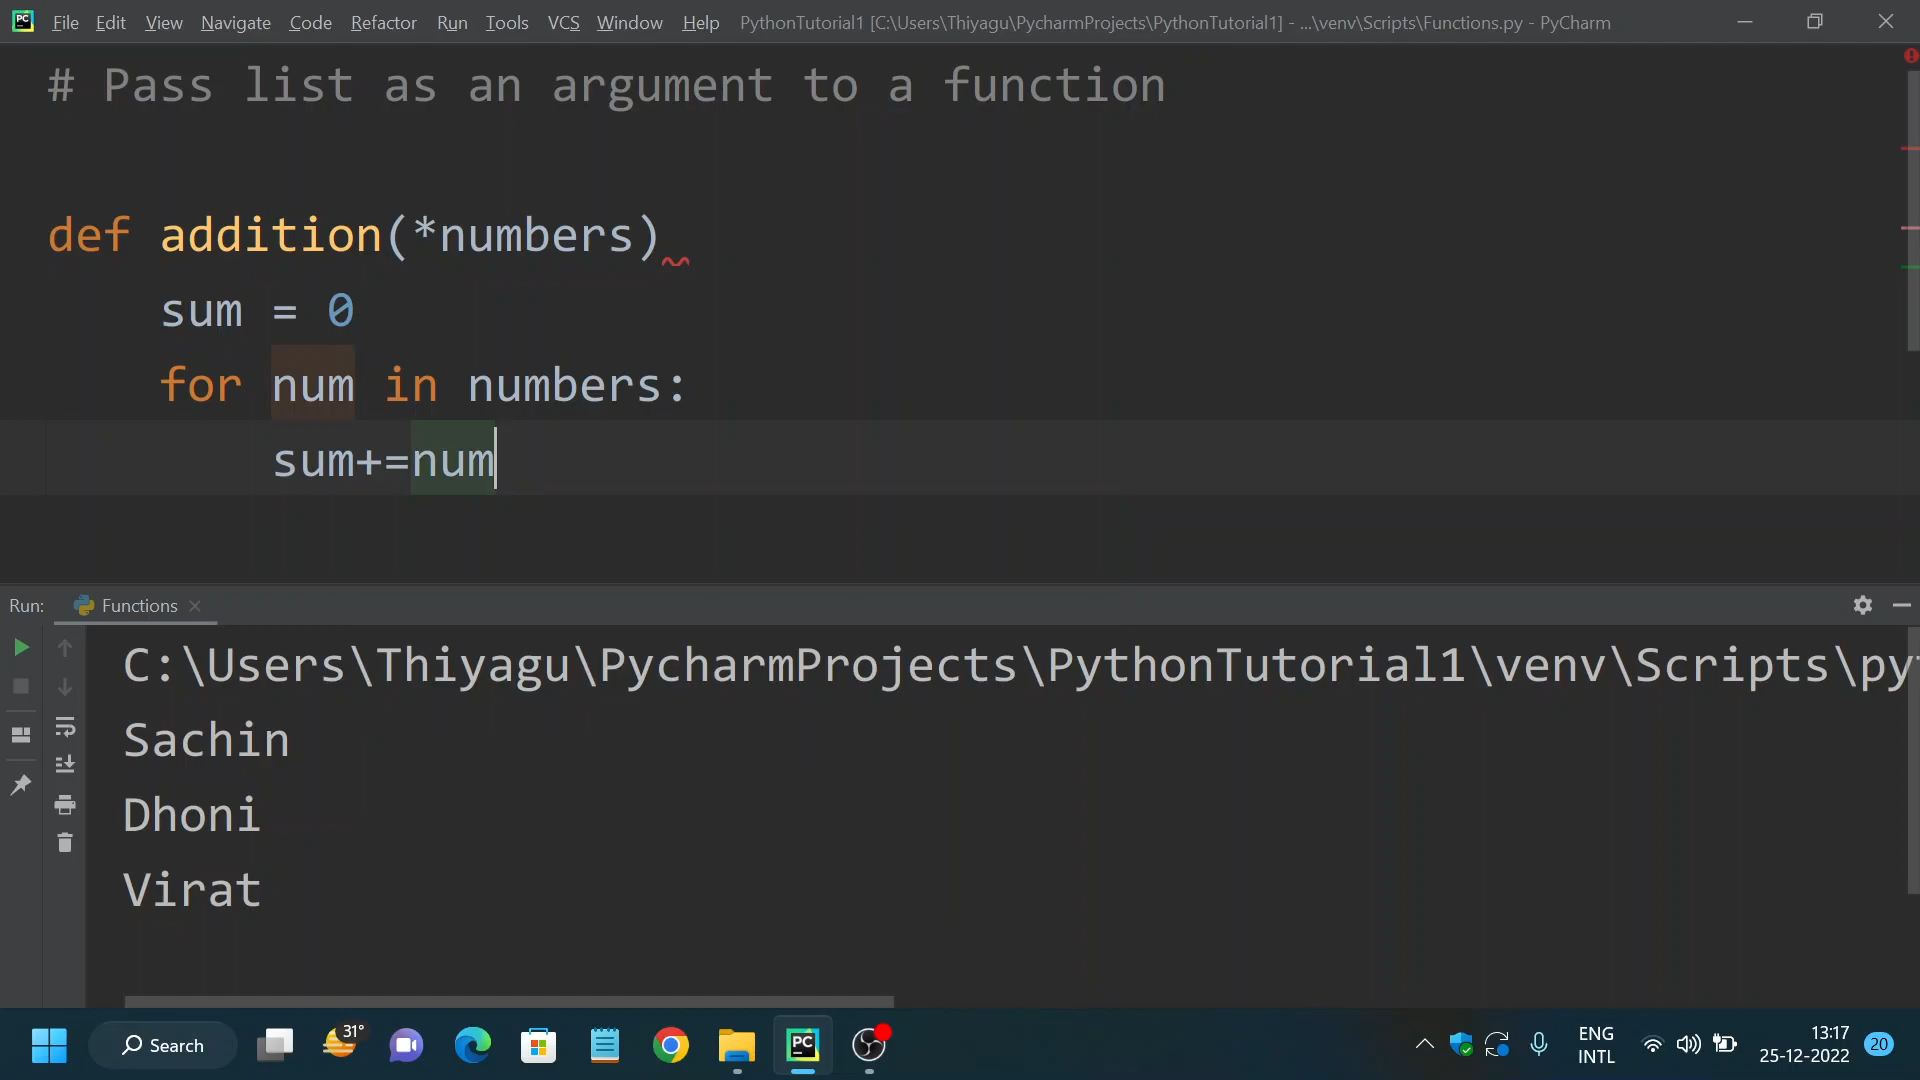 File Edit View Navigate Code Refactor Run Tools VCS Window Help PythonTutorial1 [C:\Users\Thiyagu\PycharmProjects\PythonTutorial1] - ...\venv\Scripts\Functions.py - PyCharm
# Pass list as an argument to a function
def addition(*numbers)
    sum = 0
    for num in numbers:
        sum+=num
Run: Functions
C:\Users\Thiyagu\PycharmProjects\PythonTutorial1\venv\Scripts\py
Sachin
Dhoni
Virat
Search 31° PC ENG INTL 13:17 25-12-2022 20